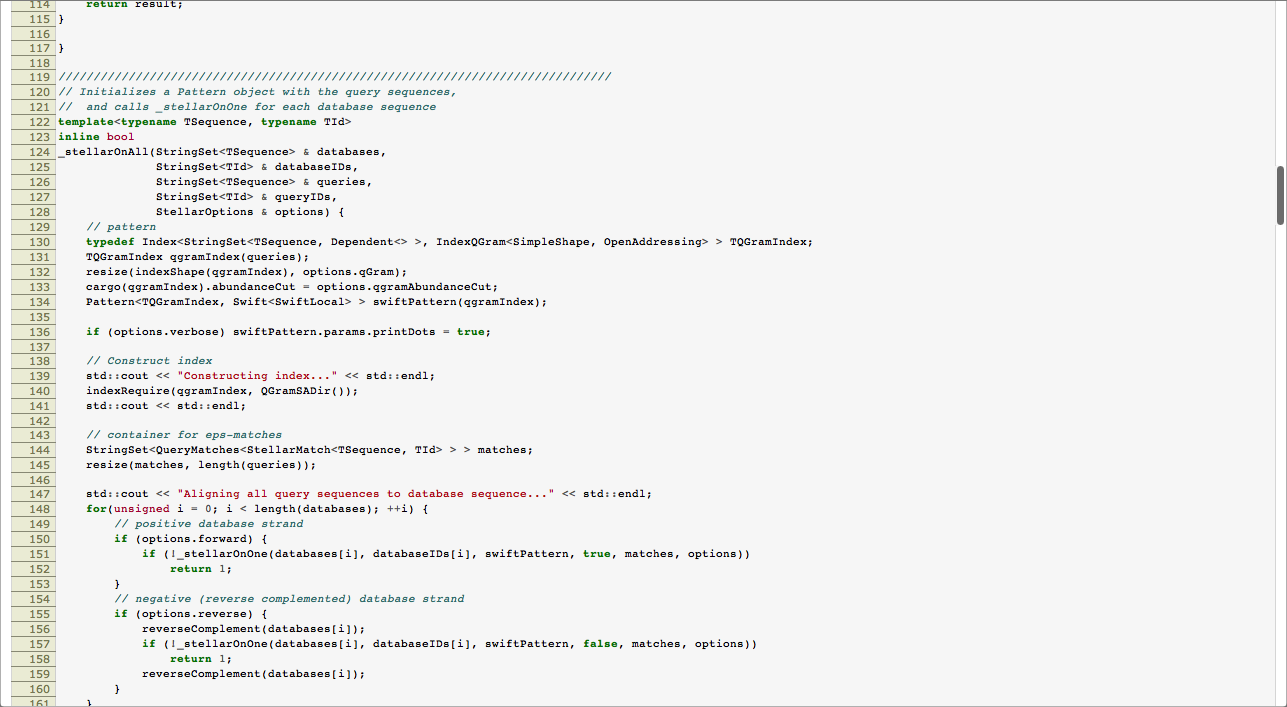 114     return result;
115 }
116
117 }
118
119 ///////////////////////////////////////////////////////////////////////////////
120 // Initializes a Pattern object with the query sequences,
121 //  and calls _stellarOnOne for each database sequence
122 template<typename TSequence, typename TId>
123 inline bool
124 _stellarOnAll(StringSet<TSequence> & databases,
125               StringSet<TId> & databaseIDs,
126               StringSet<TSequence> & queries,
127               StringSet<TId> & queryIDs,
128               StellarOptions & options) {
129     // pattern
130     typedef Index<StringSet<TSequence, Dependent<> >, IndexQGram<SimpleShape, OpenAddressing> > TQGramIndex;
131     TQGramIndex qgramIndex(queries);
132     resize(indexShape(qgramIndex), options.qGram);
133     cargo(qgramIndex).abundanceCut = options.qgramAbundanceCut;
134     Pattern<TQGramIndex, Swift<SwiftLocal> > swiftPattern(qgramIndex);
135
136     if (options.verbose) swiftPattern.params.printDots = true;
137
138     // Construct index
139     std::cout << "Constructing index..." << std::endl;
140     indexRequire(qgramIndex, QGramSADir());
141     std::cout << std::endl;
142
143     // container for eps-matches
144     StringSet<QueryMatches<StellarMatch<TSequence, TId> > > matches;
145     resize(matches, length(queries));
146
147     std::cout << "Aligning all query sequences to database sequence..." << std::endl;
148     for(unsigned i = 0; i < length(databases); ++i) {
149         // positive database strand
150         if (options.forward) {
151             if (!_stellarOnOne(databases[i], databaseIDs[i], swiftPattern, true, matches, options))
152                 return 1;
153         }
154         // negative (reverse complemented) database strand
155         if (options.reverse) {
156             reverseComplement(databases[i]);
157             if (!_stellarOnOne(databases[i], databaseIDs[i], swiftPattern, false, matches, options))
158                 return 1;
159             reverseComplement(databases[i]);
160         }
161     }